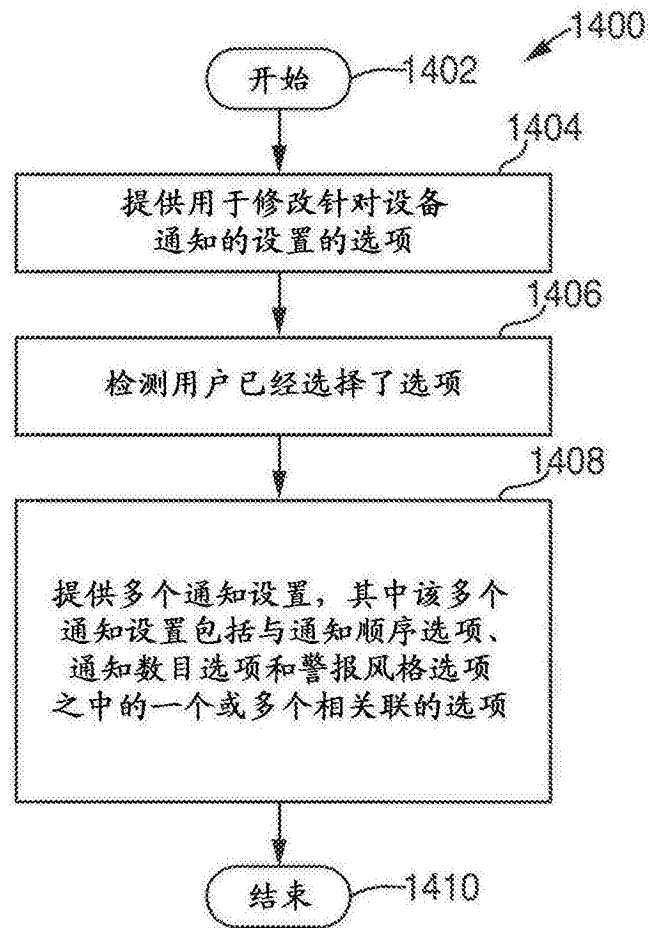 1400
开始
1402
1404
提供用于修改针对设备
通知的设置的选项
1406
检测用户已经选择了选项
1408
提供多个通知设置，其中该多个
通知设置包括与通知顺序选项、
通知数目选项和警报风格选项
之中的一个或多个相关联的选项
结束
1410